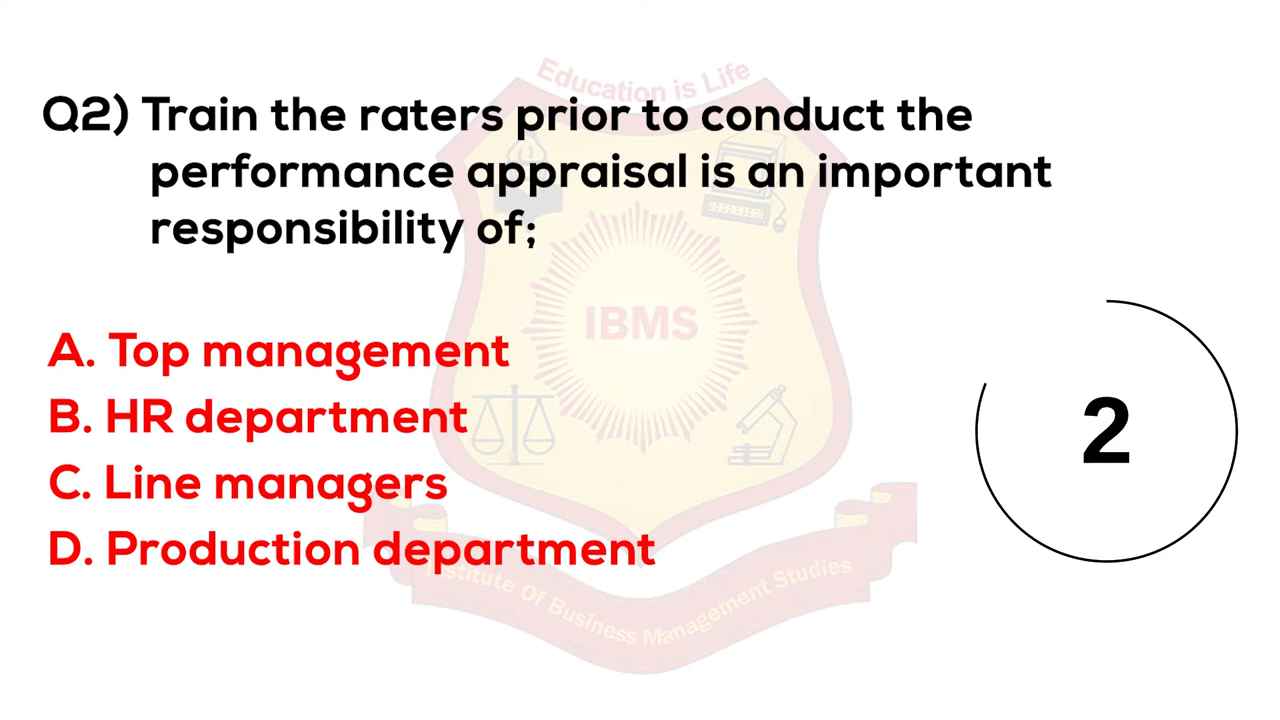 Education is Life
Q2) Train the raters prior to conduct the
performance appraisal is an important
responsibility of;
IBMS
A. Top management
B. HR department
C. Line managers
D. Production department
2
Institute Of Business Management Studies